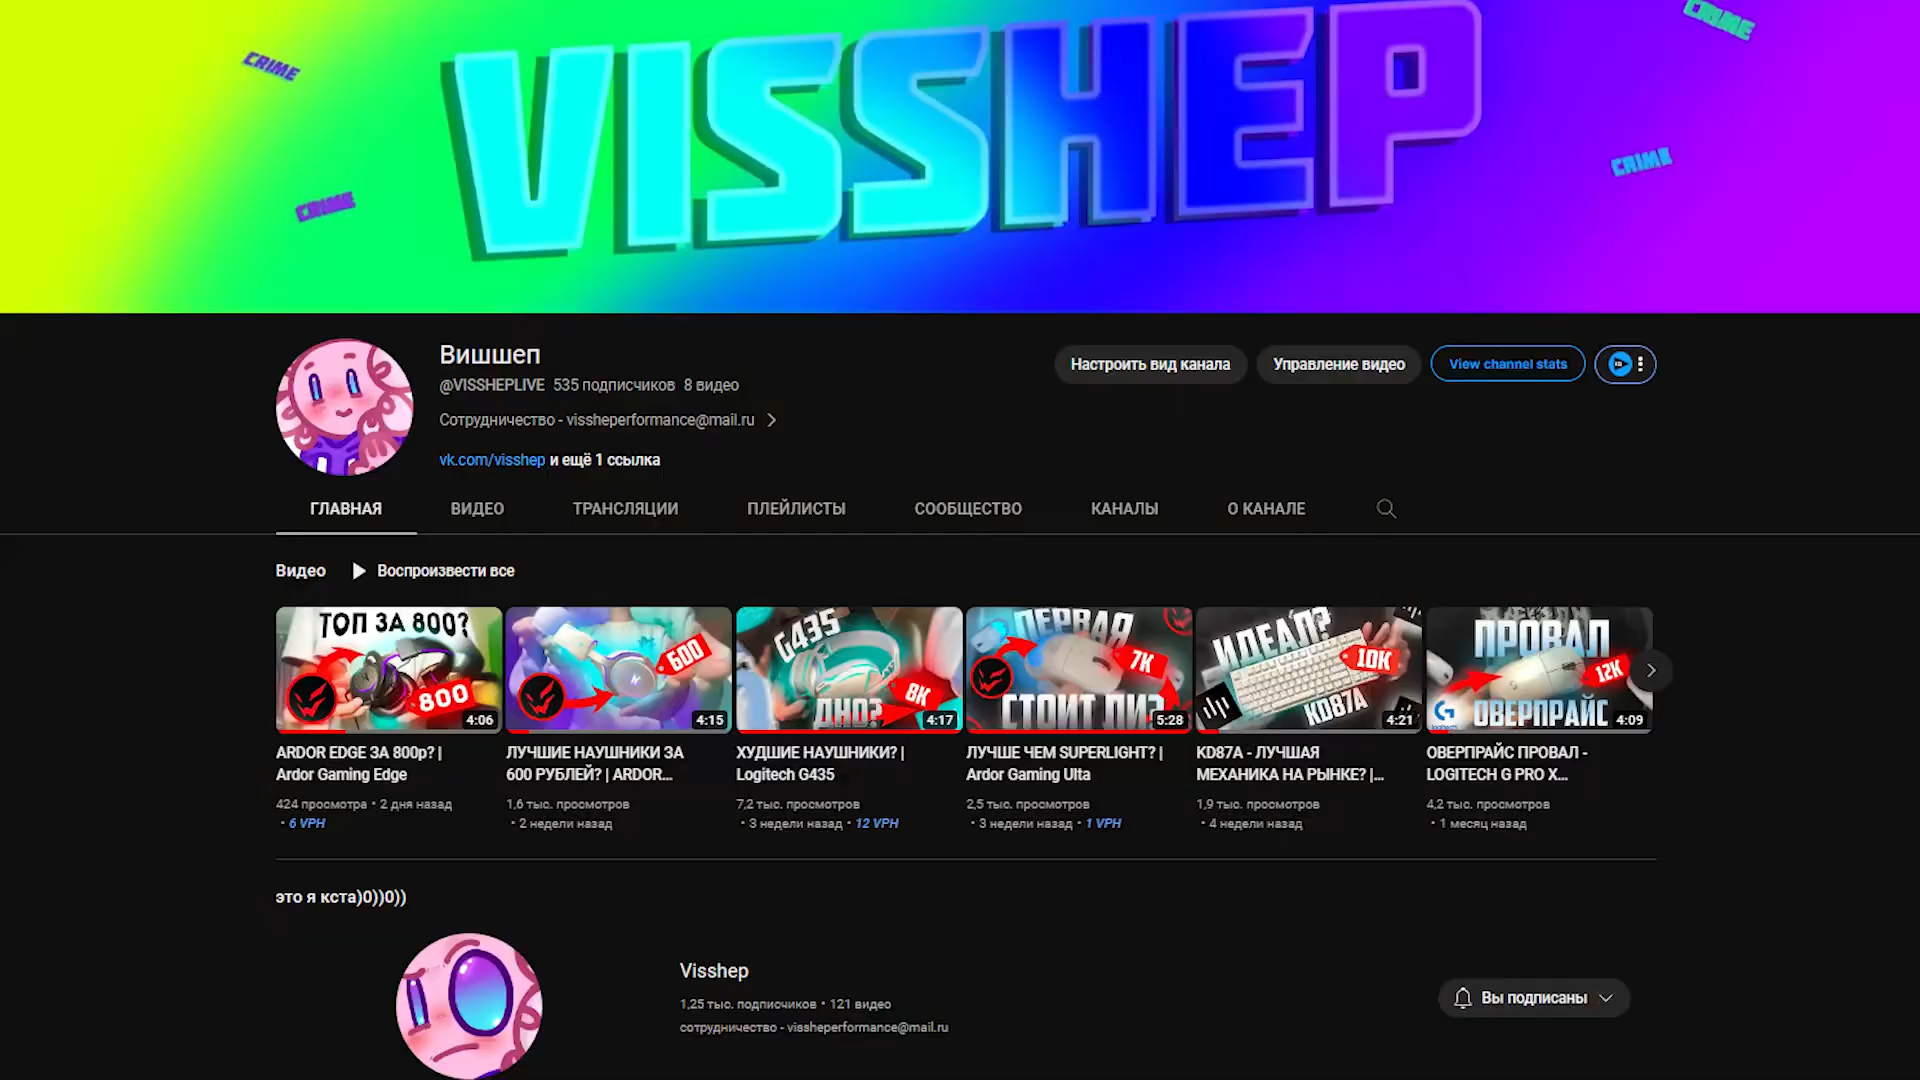 CRIME
VISSHEP
CRIME
CRIME
CRIME
Вишшеп
@VISSHEPLIVE 535 подписчиков 8 видео
Сотрудничество - vissheperformance@mail.ru
vk.com/visshep и ещё 1 ссылка
Настроить вид канала
Управление видео
View channel stats
ГЛАВНАЯ ВИДЕО ТРАНСЛЯЦИИ ПЛЕЙЛИСТЫ СООБЩЕСТВО КАНАЛЫ О КАНАЛЕ
Видео Воспроизвести все
ТОП ЗА 800?
800
4:06
ARDOR EDGE ЗА 800р? |
Ardor Gaming Edge
424 просмотра • 2 дня назад
• 6 VPH
600
4:15
ЛУЧШИЕ НАУШНИКИ ЗА
600 РУБЛЕЙ? | ARDOR...
1,6 тыс. просмотров
• 2 недели назад
G435
8K
ДНО?
4:17
ХУДШИЕ НАУШНИКИ? |
Logitech G435
7,2 тыс. просмотров
• 3 недели назад • 12 VPH
ПЕРВАЯ
7K
СТОИТ ЛИ?
5:28
ЛУЧШЕ ЧЕМ SUPERLIGHT? |
Ardor Gaming Ulta
2,5 тыс. просмотров
• 3 недели назад • 1 VPH
ИДЕАЛ?
10K
KD87A
4:21
KD87A - ЛУЧШАЯ
МЕХАНИКА НА РЫНКЕ? |...
1,9 тыс. просмотров
• 4 недели назад
ПРОВАЛ
12K
ОВЕРПРАЙС
4:09
ОВЕРПРАЙС ПРОВАЛ -
LOGITECH G PRO X...
4,2 тыс. просмотров
• 1 месяц назад
это я кста)0))0))
Visshep
1,25 тыс. подписчиков • 121 видео
сотрудничество - vissheperformance@mail.ru
Вы подписаны